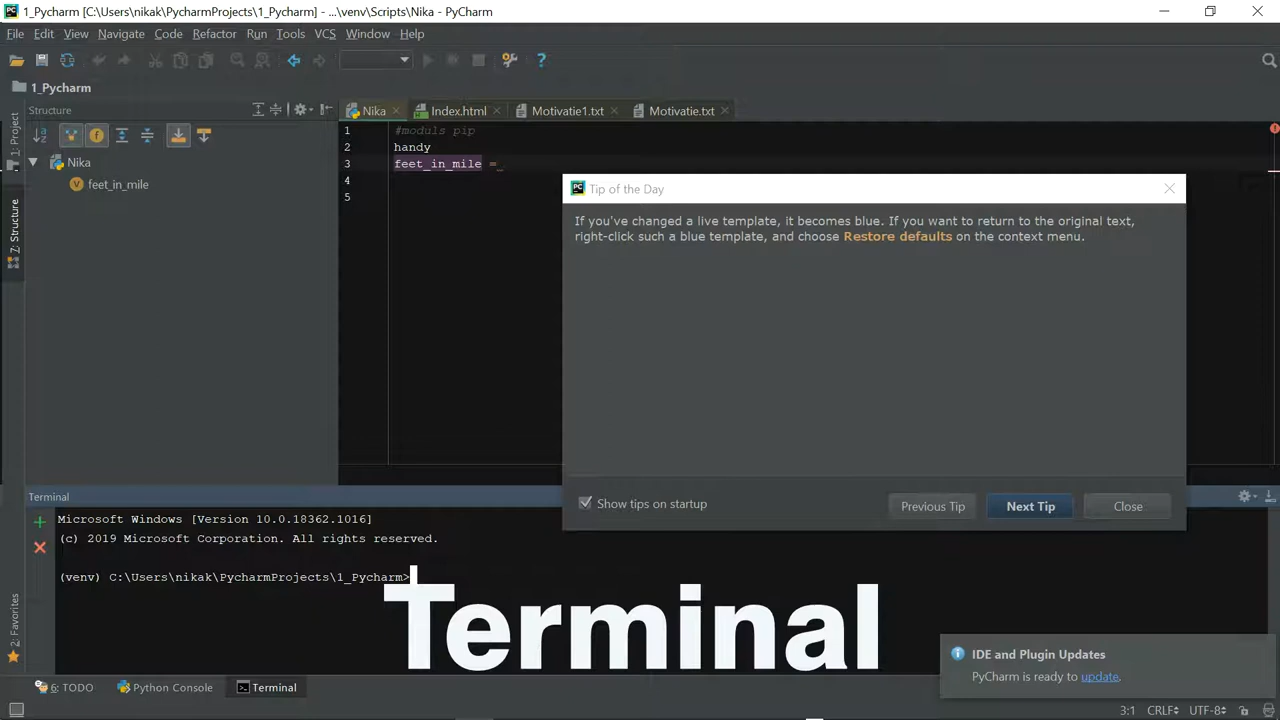 1_Pycharm [C:\Users\nikak\PycharmProjects\1_Pycharm] - ...\venv\Scripts\Nika - PyCharm
File Edit View Navigate Code Refactor Run Tools VCS Window Help
1_Pycharm
Structure
Nika
feet_in_mile
1: Project
7: Structure
2: Favorites
Nika Index.html Motivatie1.txt Motivatie.txt
1 #moduls pip
2 handy
3 feet_in_mile =
4
5
Tip of the Day
If you've changed a live template, it becomes blue. If you want to return to the original text,
right-click such a blue template, and choose Restore defaults on the context menu.
Show tips on startup Previous Tip Next Tip Close
Terminal
Microsoft Windows [Version 10.0.18362.1016]
(c) 2019 Microsoft Corporation. All rights reserved.
(venv) C:\Users\nikak\PycharmProjects\1_Pycharm>
Terminal
IDE and Plugin Updates
PyCharm is ready to update.
6: TODO Python Console Terminal
3:1 CRLF UTF-8